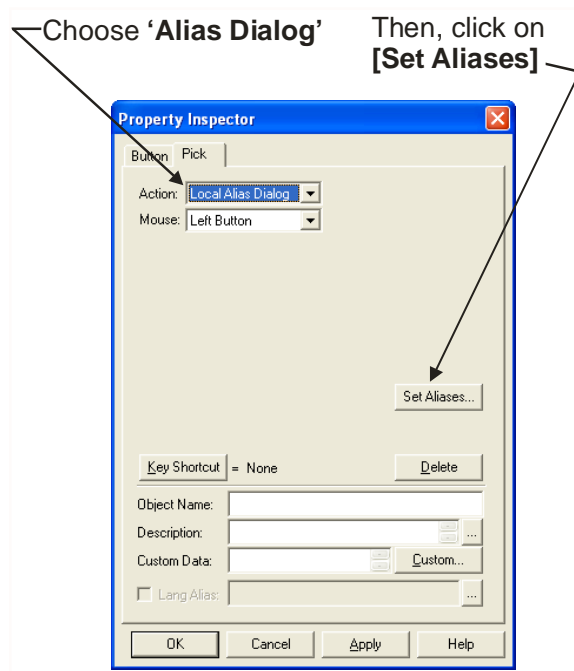 Choose ‘Alias Dialog’
Then, click on
[Set Aliases]
Property Inspector
Button Pick
Action: Local Alias Dialog
Mouse: Left Button
Set Aliases...
Key Shortcut = None Delete
Object Name:
Description: ...
Custom Data: Custom...
Lang Alias: ...
OK Cancel Apply Help